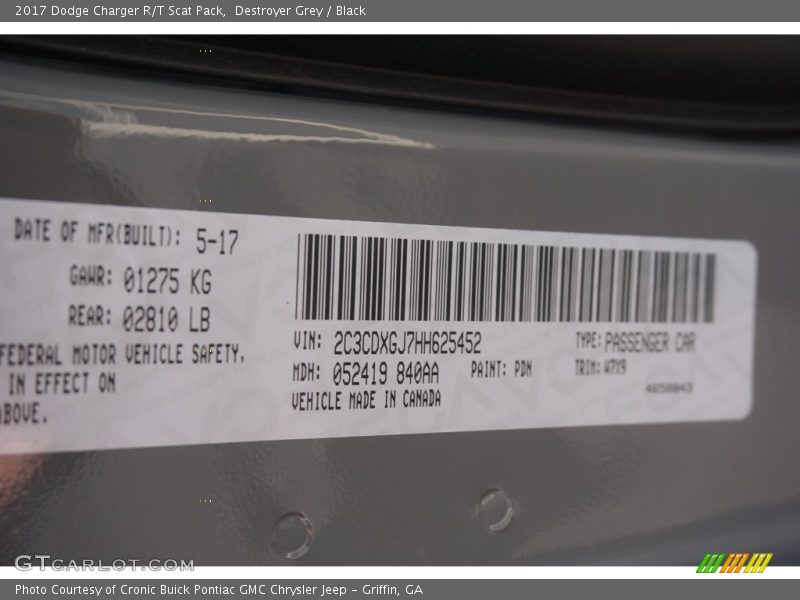 2017 Dodge Charger R/T Scat Pack,  Destroyer Grey / Black
DATE OF MFR(BUILT): 5-17
GAWR: 01275 KG
REAR: 02810 LB
FEDERAL MOTOR VEHICLE SAFETY,
IN EFFECT ON
ABOVE.
VIN: 2C3CDXGJ7HH625452
TYPE: PASSENGER CAR
MDH: 052419 840AA
PAINT: PDN
TRIM: W7X9
VEHICLE MADE IN CANADA
4650043
GTCARLOT.COM
Photo Courtesy of Cronic Buick Pontiac GMC Chrysler Jeep - Griffin, GA